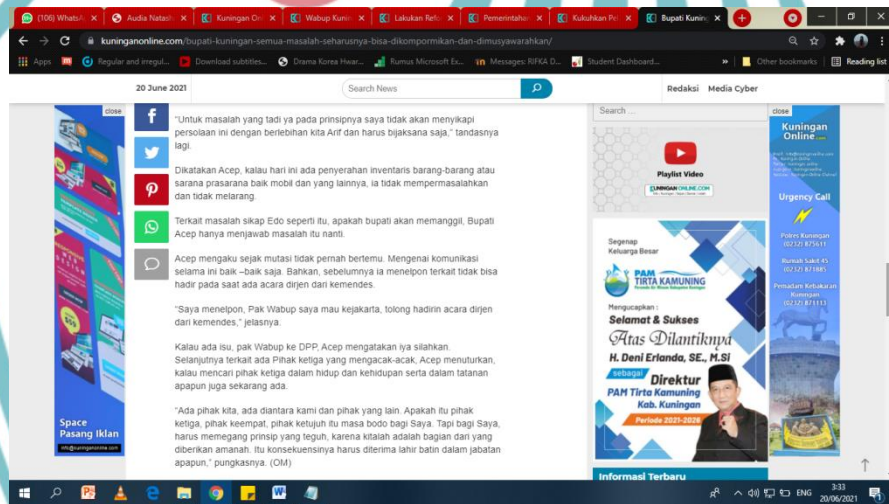 (106) WhatsA
Audia Natash
Kuningan Onl
Wabup Kunin
Lakukan Refo
Pemerintahan
Kukuhkan Pel
Bupati Kuning
kuninganonline.com/bupati-kuningan-semua-masalah-seharusnya-bisa-dikompormikan-dan-dimusyawarahkan/
Apps
Regular and irregul...
Download subtitles...
Drama Korea Hwar...
Rumus Microsoft Ex...
Messages: RIFKA D...
Student Dashboard...
»
Other bookmarks
Reading list
20 June 2021
Search News
Redaksi Media Cyber
close
"Untuk masalah yang tadi ya pada prinsipnya saya tidak akan menyikapi
persolaan ini dengan berlebihan kita Arif dan harus bijaksana saja," tandasnya
lagi.
Dikatakan Acep, kalau hari ini ada penyerahan inventaris barang-barang atau
sarana prasarana baik mobil dan yang lainnya, ia tidak mempermasalahkan
dan tidak melarang.
Terkait masalah sikap Edo seperti itu, apakah bupati akan memanggil, Bupati
Acep hanya menjawab masalah itu nanti.
Acep mengaku sejak mutasi tidak pernah bertemu. Mengenai komunikasi
selama ini baik –baik saja. Bahkan, sebelumnya ia menelpon terkait tidak bisa
hadir pada saat ada acara dirjen dari kemendes.
"Saya menelpon, Pak Wabup saya mau kejakarta, tolong hadirin acara dirjen
dari kemendes," jelasnya.
Kalau ada isu, pak Wabup ke DPP, Acep mengatakan iya silahkan.
Selanjutnya terkait ada Pihak ketiga yang mengacak-acak, Acep menuturkan,
kalau mencari pihak ketiga dalam hidup dan kehidupan serta dalam tatanan
apapun juga sekarang ada.
"Ada pihak kita, ada diantara kami dan pihak yang lain. Apakah itu pihak
ketiga, pihak keempat, pihak ketujuh itu masa bodo bagi Saya. Tapi bagi Saya,
harus memegang prinsip yang teguh, karena kitalah adalah bagian dari yang
diberikan amanah. Itu konsekuensinya harus diterima lahir batin dalam jabatan
apapun," pungkasnya. (OM)
Space
Pasang Iklan
Search ...
Playlist Video
KUNINGANONLINE.COM
Segenap
Keluarga Besar
PAM
TIRTA KAMUNING
Mengucapkan :
Selamat & Sukses
Atas Dilantiknya
H. Deni Erlanda, SE., M.Si
sebagai
Direktur
PAM Tirta Kamuning
Kab. Kuningan
Periode 2021-2026
Informasi Terbaru
close
Kuningan
Online
Urgency Call
Polres Kuningan
(0232) 875611
Rumah Sakit 45
(0232) 871885
Pemadam Kebakaran
Kuningan
(0232) 871113
ENG
3:33
20/06/2021